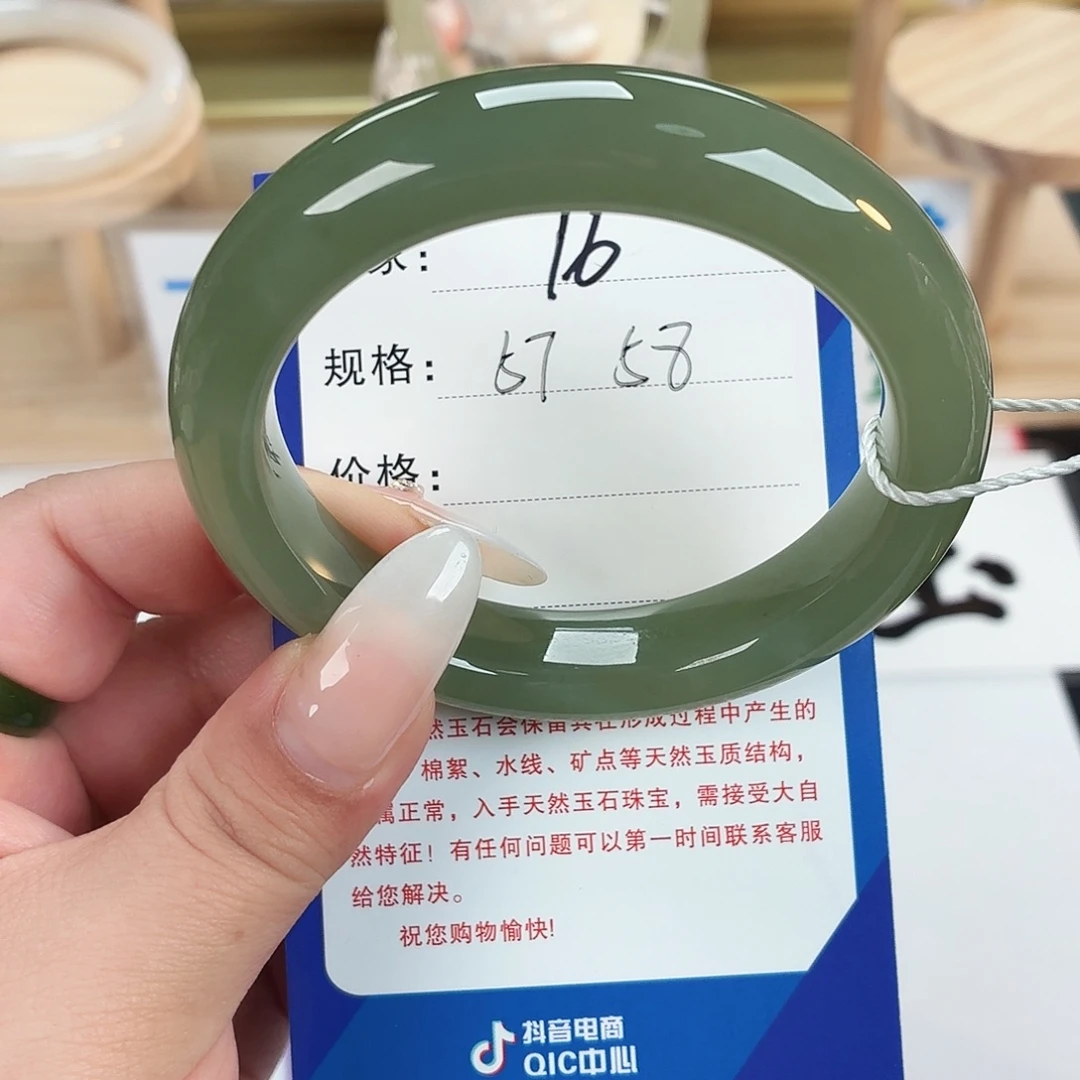 家： 16
规格： 57 58
价格：
然玉石会保留其在形成过程中产生的
棉絮、水线、矿点等天然玉质结构，
属正常，入手天然玉石珠宝，需接受大自
然特征！有任何问题可以第一时间联系客服
给您解决。
祝您购物愉快!
抖音电商
QIC中心